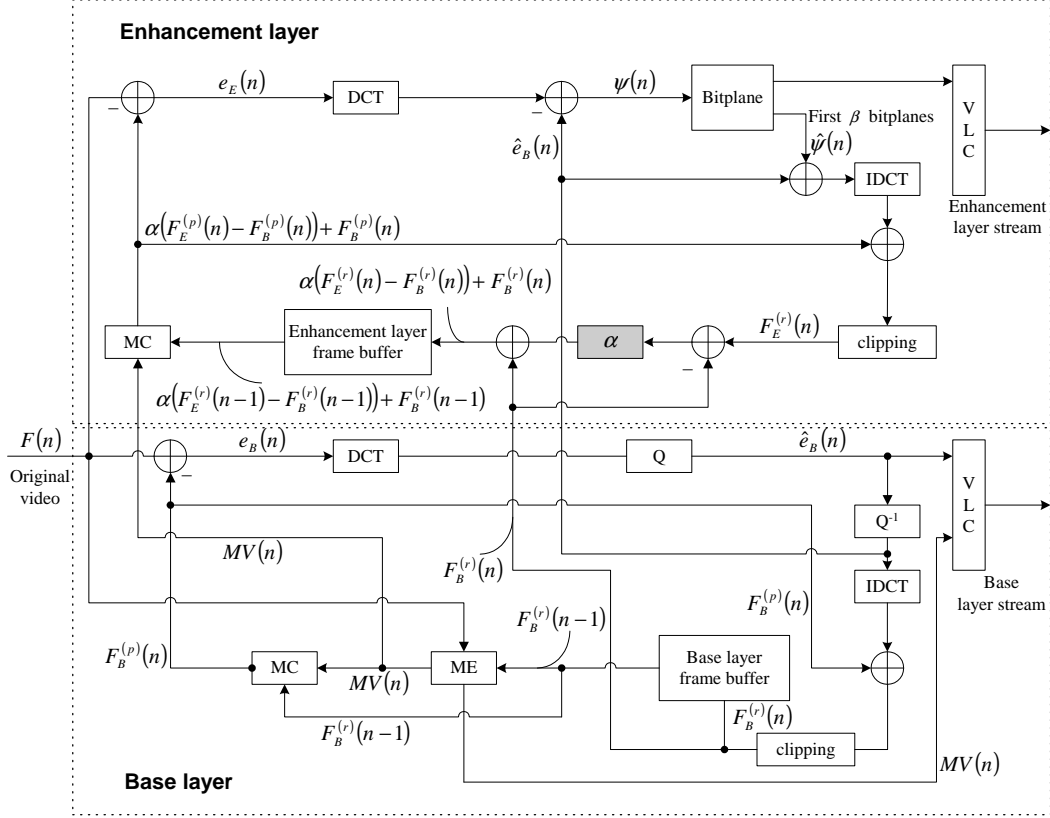 Enhancement layer
e_E(n)
DCT
−
−
ψ(n)
Bitplane
First β bitplanes
ê_B(n)
ψ̂(n)
V
L
C
IDCT
Enhancement
layer stream
α(F_E^(p)(n) − F_B^(p)(n)) + F_B^(p)(n)
α(F_E^(r)(n) − F_B^(r)(n)) + F_B^(r)(n)
MC
Enhancement layer
frame buffer
α
−
F_E^(r)(n)
clipping
α(F_E^(r)(n−1) − F_B^(r)(n−1)) + F_B^(r)(n−1)
F(n)
Original
video
−
e_B(n)
DCT
Q
ê_B(n)
V
L
C
Q-1
MV(n)
F_B^(r)(n)
IDCT
Base
layer stream
F_B^(p)(n)
F_B^(r)(n−1)
F_B^(p)(n)
MC
MV(n)
ME
Base layer
frame buffer
F_B^(r)(n−1)
F_B^(r)(n)
clipping
MV(n)
Base layer